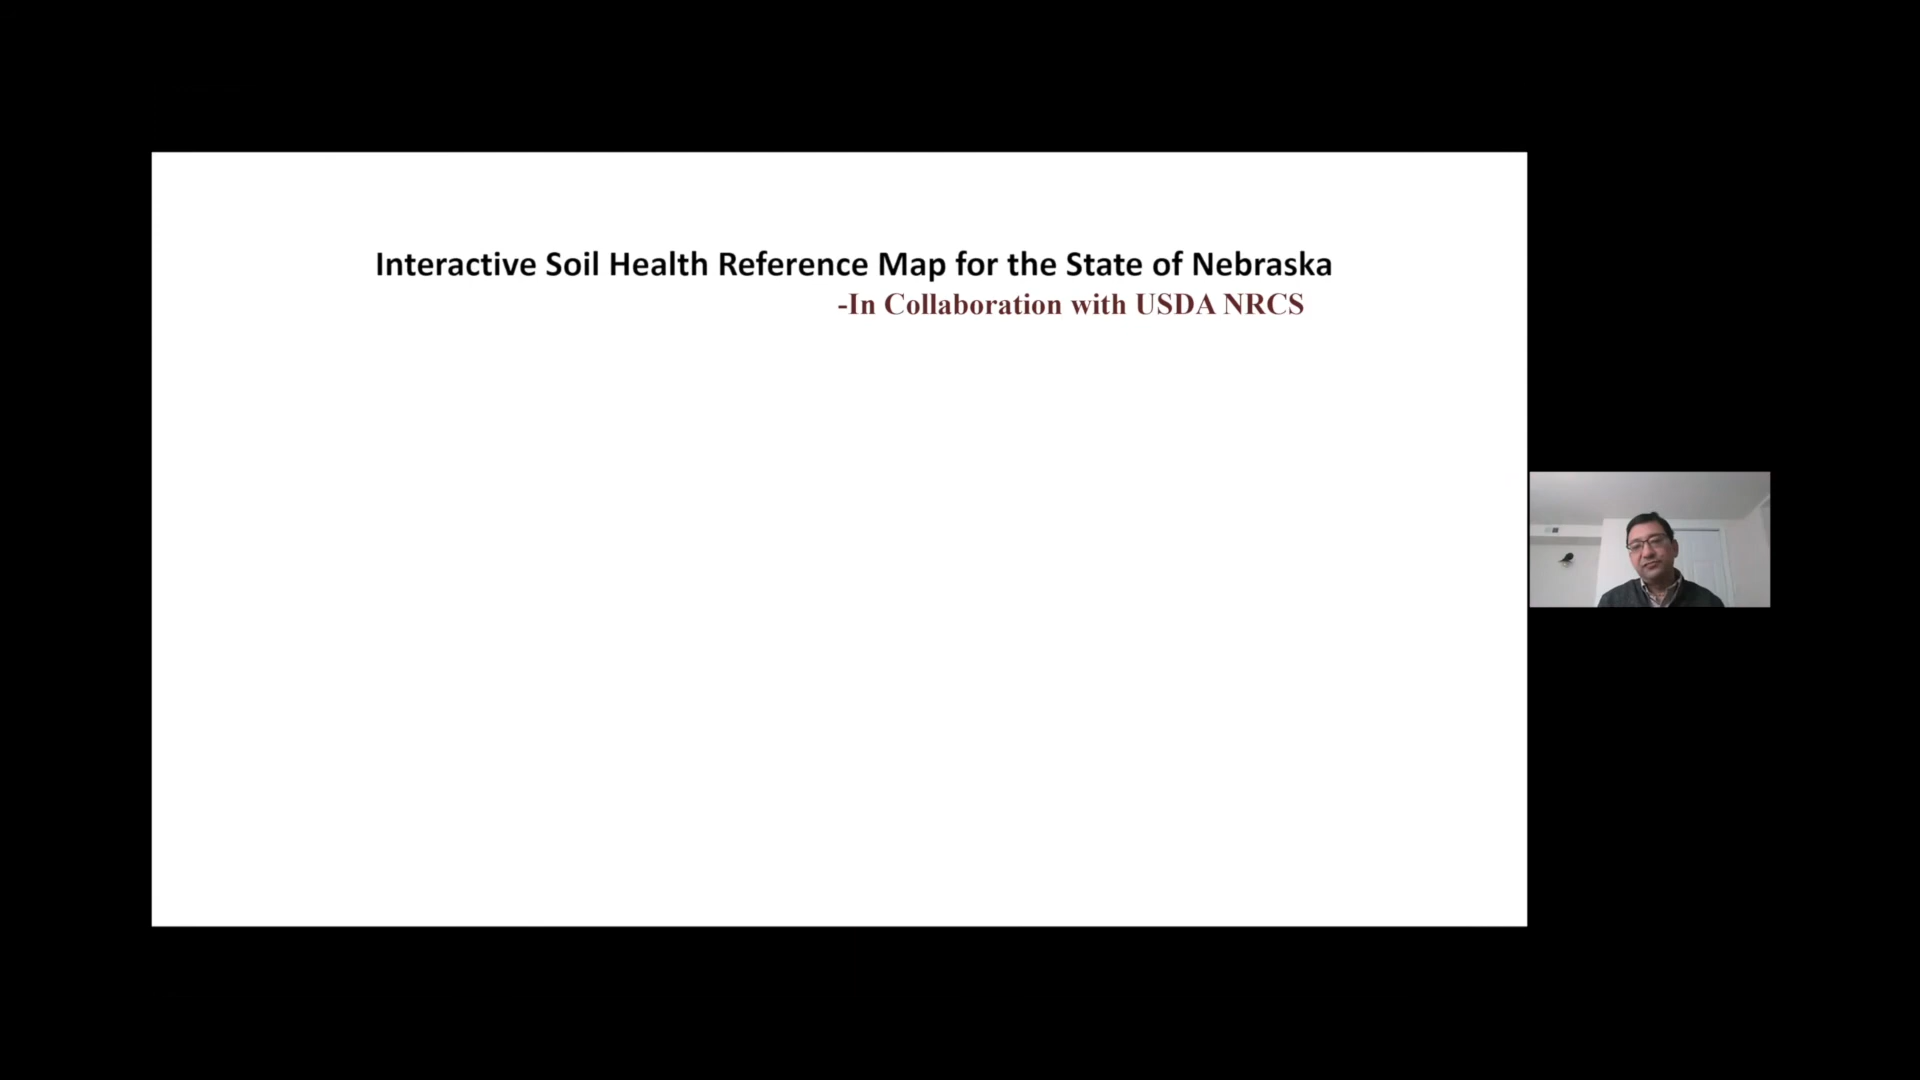 Interactive Soil Health Reference Map for the State of Nebraska
-In Collaboration with USDA NRCS